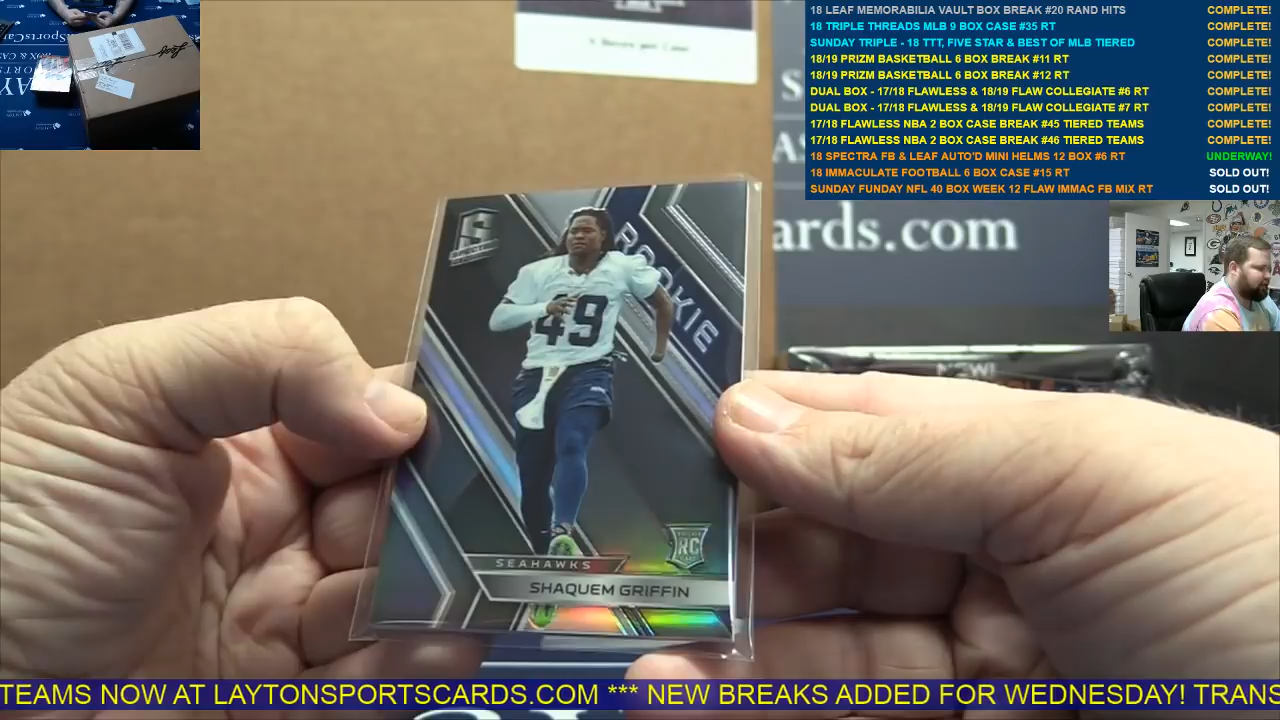 18 LEAF MEMORABILIA VAULT BOX BREAK #20 RAND HITS COMPLETE!
18 TRIPLE THREADS MLB 9 BOX CASE #35 RT COMPLETE!
SUNDAY TRIPLE - 18 TTT, FIVE STAR & BEST OF MLB TIERED COMPLETE!
18/19 PRIZM BASKETBALL 6 BOX BREAK #11 RT COMPLETE!
18/19 PRIZM BASKETBALL 6 BOX BREAK #12 RT COMPLETE!
DUAL BOX - 17/18 FLAWLESS & 18/19 FLAW COLLEGIATE #6 RT COMPLETE!
DUAL BOX - 17/18 FLAWLESS & 18/19 FLAW COLLEGIATE #7 RT COMPLETE!
17/18 FLAWLESS NBA 2 BOX CASE BREAK #45 TIERED TEAMS COMPLETE!
17/18 FLAWLESS NBA 2 BOX CASE BREAK #46 TIERED TEAMS COMPLETE!
18 SPECTRA FB & LEAF AUTO'D MINI HELMS 12 BOX #6 RT UNDERWAY!
18 IMMACULATE FOOTBALL 6 BOX CASE #15 RT SOLD OUT!
SUNDAY FUNDAY NFL 40 BOX WEEK 12 FLAW IMMAC FB MIX RT SOLD OUT!
ards.com
ROOKIE
49
RC
SEAHAWKS
SHAQUEM GRIFFIN
TEAMS NOW AT LAYTONSPORTSCARDS.COM *** NEW BREAKS ADDED FOR WEDNESDAY! TRANS